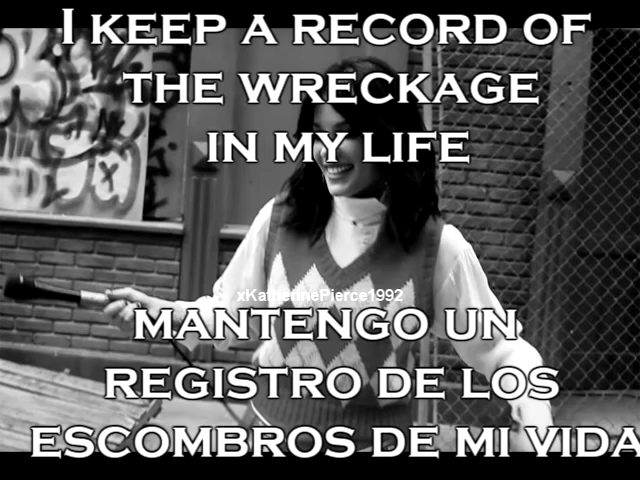 I KEEP A RECORD OF
THE WRECKAGE
IN MY LIFE
xKatherinePierce1992
MANTENGO UN
REGISTRO DE LOS
ESCOMBROS DE MI VIDA